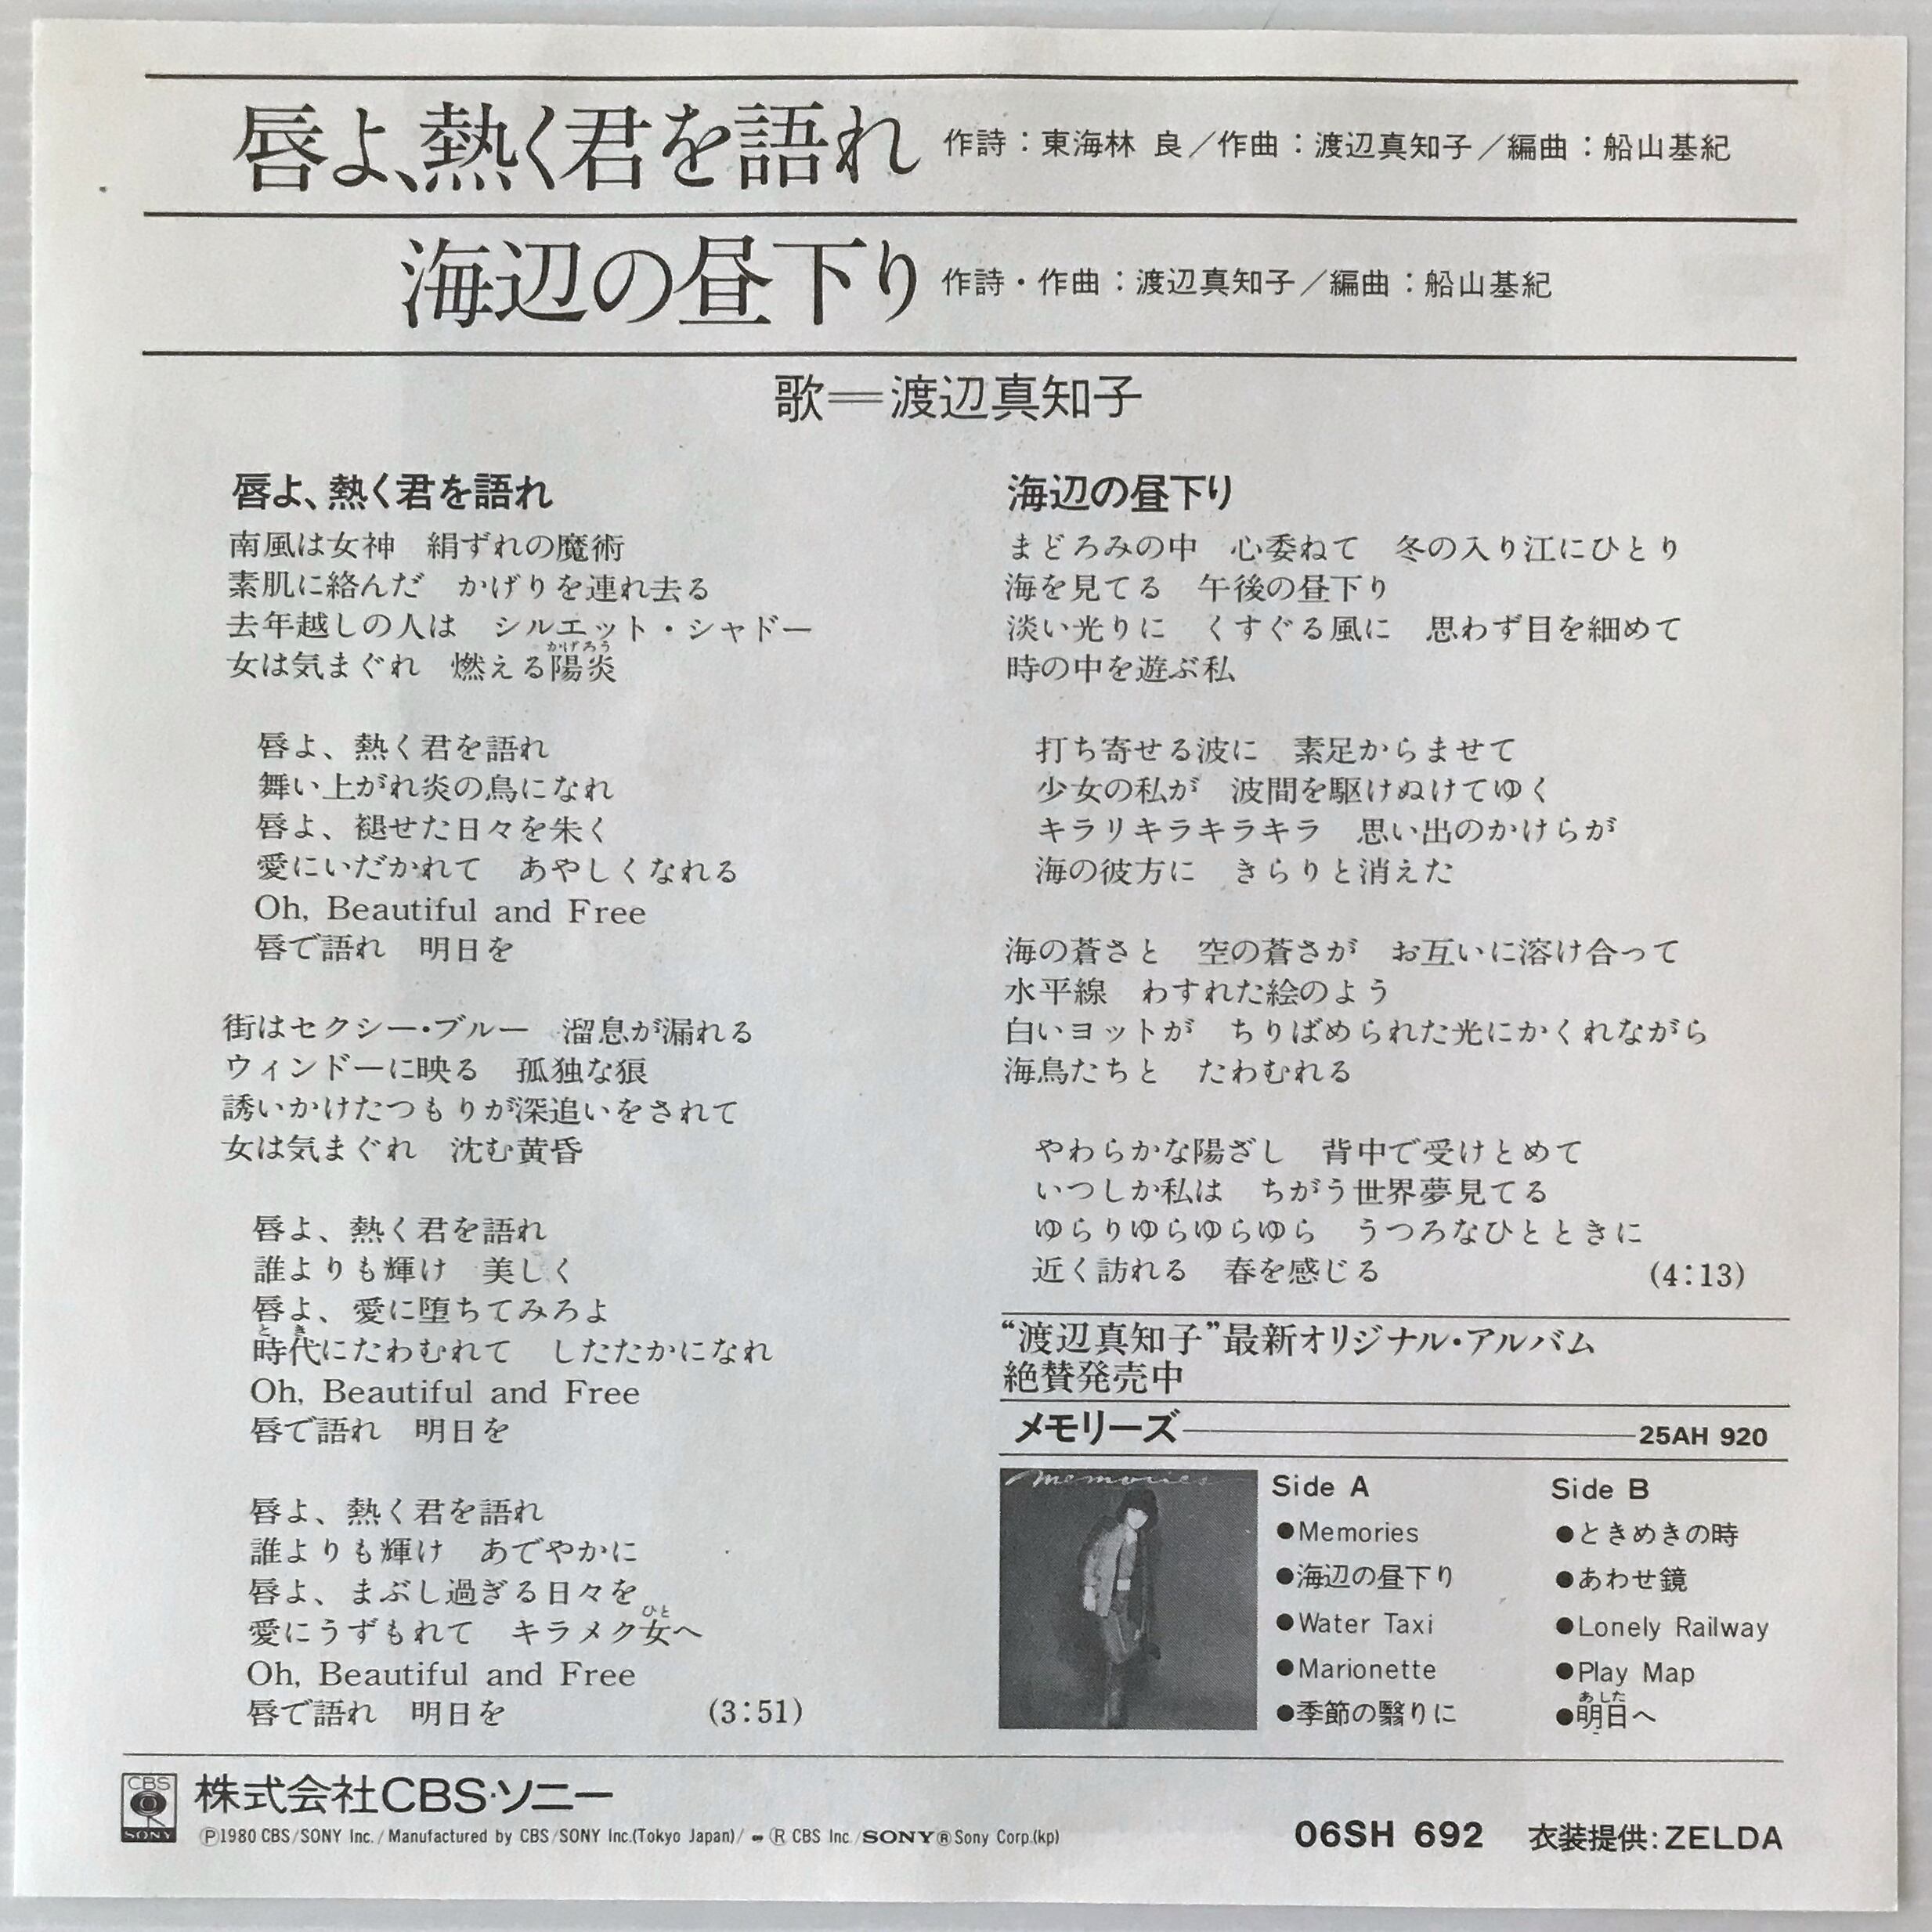 唇よ、熱く君を語れ 作詩：東海林 良／作曲：渡辺真知子／編曲：船山基紀
海辺の昼下り 作詩・作曲：渡辺真知子／編曲：船山基紀
歌＝渡辺真知子
唇よ、熱く君を語れ
南風は女神　絹ずれの魔術
素肌に絡んだ　かげりを連れ去る
去年越しの人は　シルエット・シャドー
女は気まぐれ　燃える陽炎
かげろう
唇よ、熱く君を語れ
舞い上がれ炎の鳥になれ
唇よ、褪せた日々を朱く
愛にいだかれて　あやしくなれる
Oh, Beautiful and Free
唇で語れ　明日を
街はセクシー・ブルー　溜息が漏れる
ウィンドーに映る　孤独な狼
誘いかけたつもりが深追いをされて
女は気まぐれ　沈む黄昏
唇よ、熱く君を語れ
誰よりも輝け　美しく
唇よ、愛に堕ちてみろよ
とき
時代にたわむれて　したたかになれ
Oh, Beautiful and Free
唇で語れ　明日を
唇よ、熱く君を語れ
誰よりも輝け　あでやかに
唇よ、まぶし過ぎる日々を
ひと
愛にうずもれて　キラメク女へ
Oh, Beautiful and Free
唇で語れ　明日を (3:51)
海辺の昼下り
まどろみの中　心委ねて　冬の入り江にひとり
海を見てる　午後の昼下り
淡い光りに　くすぐる風に　思わず目を細めて
時の中を遊ぶ私
打ち寄せる波に　素足からませて
少女の私が　波間を駆けぬけてゆく
キラリキラキラキラ　思い出のかけらが
海の彼方に　きらりと消えた
海の蒼さと　空の蒼さが　お互いに溶け合って
水平線　わすれた絵のよう
白いヨットが　ちりばめられた光にかくれながら
海鳥たちと　たわむれる
やわらかな陽ざし　背中で受けとめて
いつしか私は　ちがう世界夢見てる
ゆらりゆらゆらゆら　うつろなひとときに
近く訪れる　春を感じる (4:13)
“渡辺真知子”最新オリジナル・アルバム
絶賛発売中
メモリーズ 25AH 920
memories
Side A
●Memories
●海辺の昼下り
●Water Taxi
●Marionette
●季節の翳りに
Side B
●ときめきの時
●あわせ鏡
●Lonely Railway
●Play Map
あした
●明日へ
CBS
SONY
株式会社CBS・ソニー
Ⓟ1980 CBS/SONY Inc./Manufactured by CBS/SONY Inc.(Tokyo Japan)/ Ⓡ CBS Inc./SONY®Sony Corp.(kp)
06SH 692 衣装提供:ZELDA